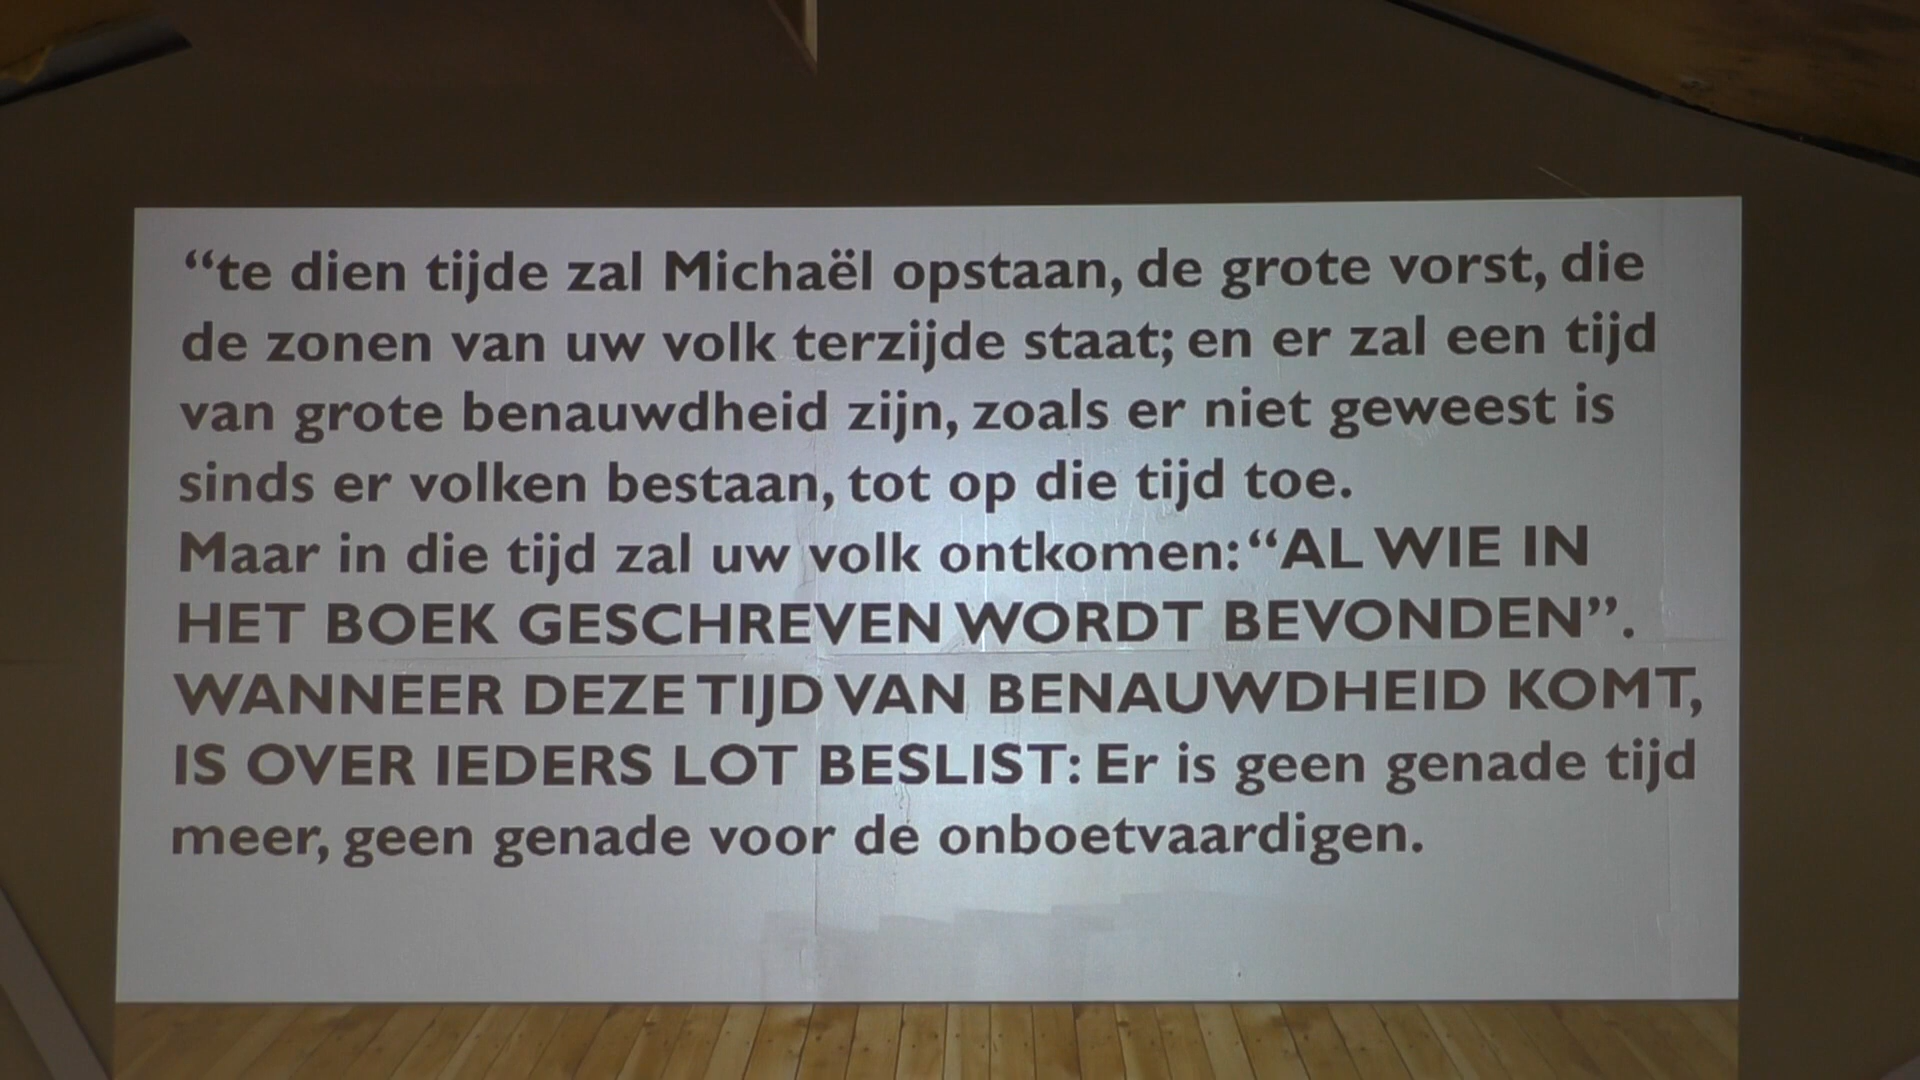 “te dien tijde zal Michaël opstaan, de grote vorst, die
de zonen van uw volk terzijde staat; en er zal een tijd
van grote benauwdheid zijn, zoals er niet geweest is
sinds er volken bestaan, tot op die tijd toe.
Maar in die tijd zal uw volk ontkomen: “AL WIE IN
HET BOEK GESCHREVEN WORDT BEVONDEN”.
WANNEER DEZE TIJD VAN BENAUWDHEID KOMT,
IS OVER IEDERS LOT BESLIST: Er is geen genade tijd
meer, geen genade voor de onboetvaardigen.